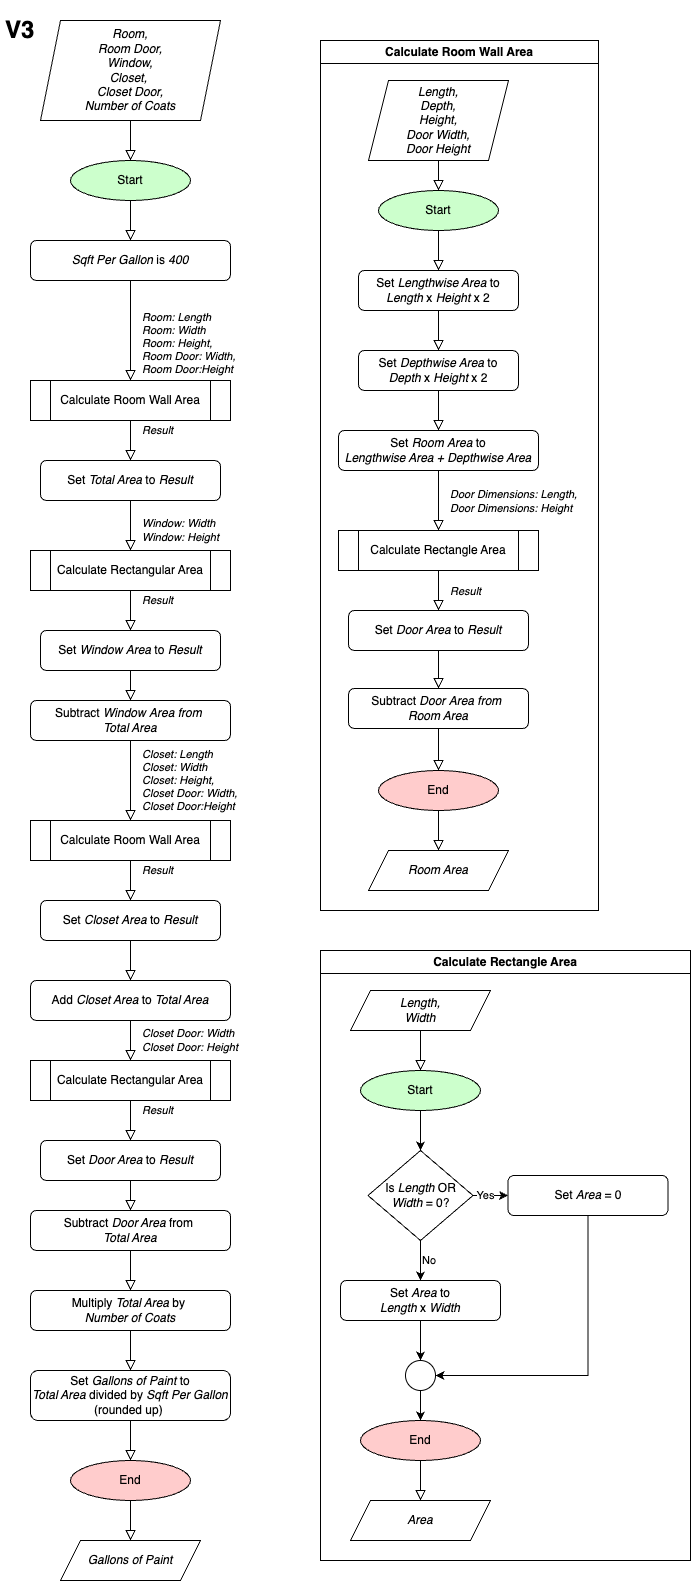 V3
Room,
Room Door,
Window,
Closet,
Closet Door,
Number of Coats
Start
Sqft Per Gallon is 400
Room: Length
Room: Width
Room: Height,
Room Door: Width,
Room Door:Height
Calculate Room Wall Area
Result
Set Total Area to Result
Window: Width
Window: Height
Calculate Rectangular Area
Result
Set Window Area to Result
Subtract Window Area from
Total Area
Closet: Length
Closet: Width
Closet: Height,
Closet Door: Width,
Closet Door:Height
Calculate Room Wall Area
Result
Set Closet Area to Result
Add Closet Area to Total Area
Closet Door: Width
Closet Door: Height
Calculate Rectangular Area
Result
Set Door Area to Result
Subtract Door Area from
Total Area
Multiply Total Area by
Number of Coats
Set Gallons of Paint to
Total Area divided by Sqft Per Gallon
(rounded up)
End
Gallons of Paint
Calculate Room Wall Area
Length,
Depth,
Height,
Door Width,
Door Height
Start
Set Lengthwise Area to
Length x Height x 2
Set Depthwise Area to
Depth x Height x 2
Set Room Area to
Lengthwise Area + Depthwise Area
Door Dimensions: Length,
Door Dimensions: Height
Calculate Rectangle Area
Result
Set Door Area to Result
Subtract Door Area from
Room Area
End
Room Area
Calculate Rectangle Area
Length,
Width
Start
Is Length OR
Width = 0?
Yes
Set Area = 0
No
Set Area to
Length x Width
End
Area